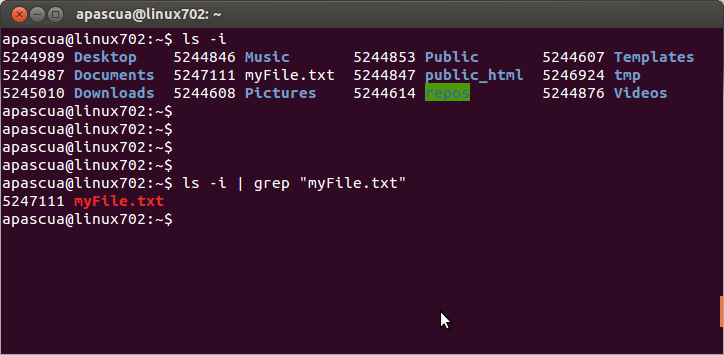 apascua@linux702: ~
apascua@linux702:~$ ls -i
5244989 Desktop    5244846 Music       5244853 Public       5244607 Templates
5244987 Documents  5247111 myFile.txt  5244847 public_html  5246924 tmp
5245010 Downloads  5244608 Pictures    5244614 repos        5244876 Videos
apascua@linux702:~$
apascua@linux702:~$
apascua@linux702:~$
apascua@linux702:~$
apascua@linux702:~$ ls -i | grep "myFile.txt"
5247111 myFile.txt
apascua@linux702:~$